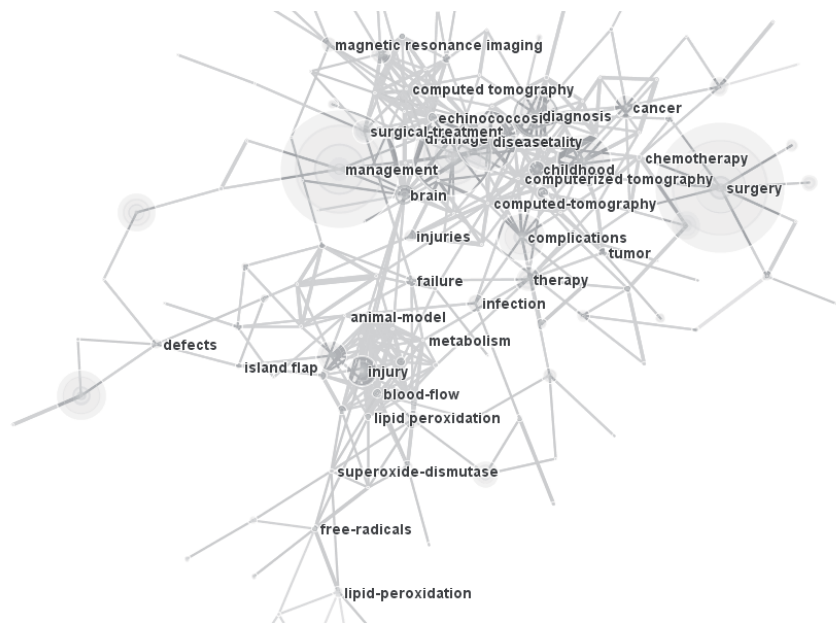 magnetic resonance imaging
computed tomography
cancer
echinococcosi
diagnosis
surgical-treatment
drainage
diseasetality
chemotherapy
management
childhood
computerized tomography
surgery
brain
computed-tomography
injuries
complications
tumor
failure
therapy
infection
animal-model
metabolism
defects
island flap
injury
blood-flow
lipid peroxidation
superoxide-dismutase
free-radicals
lipid-peroxidation